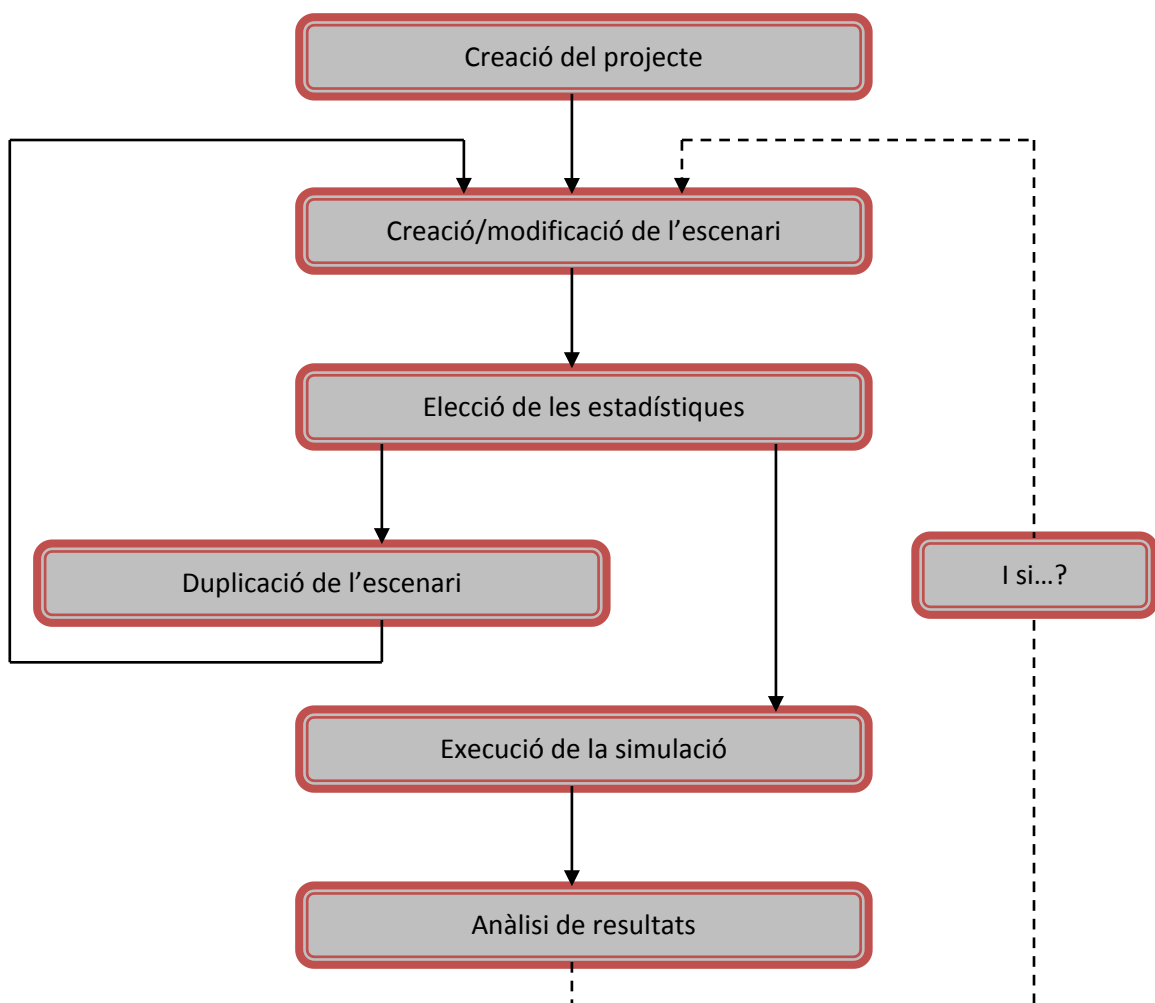 Creació del projecte
Creació/modificació de l’escenari
Elecció de les estadístiques
Duplicació de l’escenari
I si…?
Execució de la simulació
Anàlisi de resultats